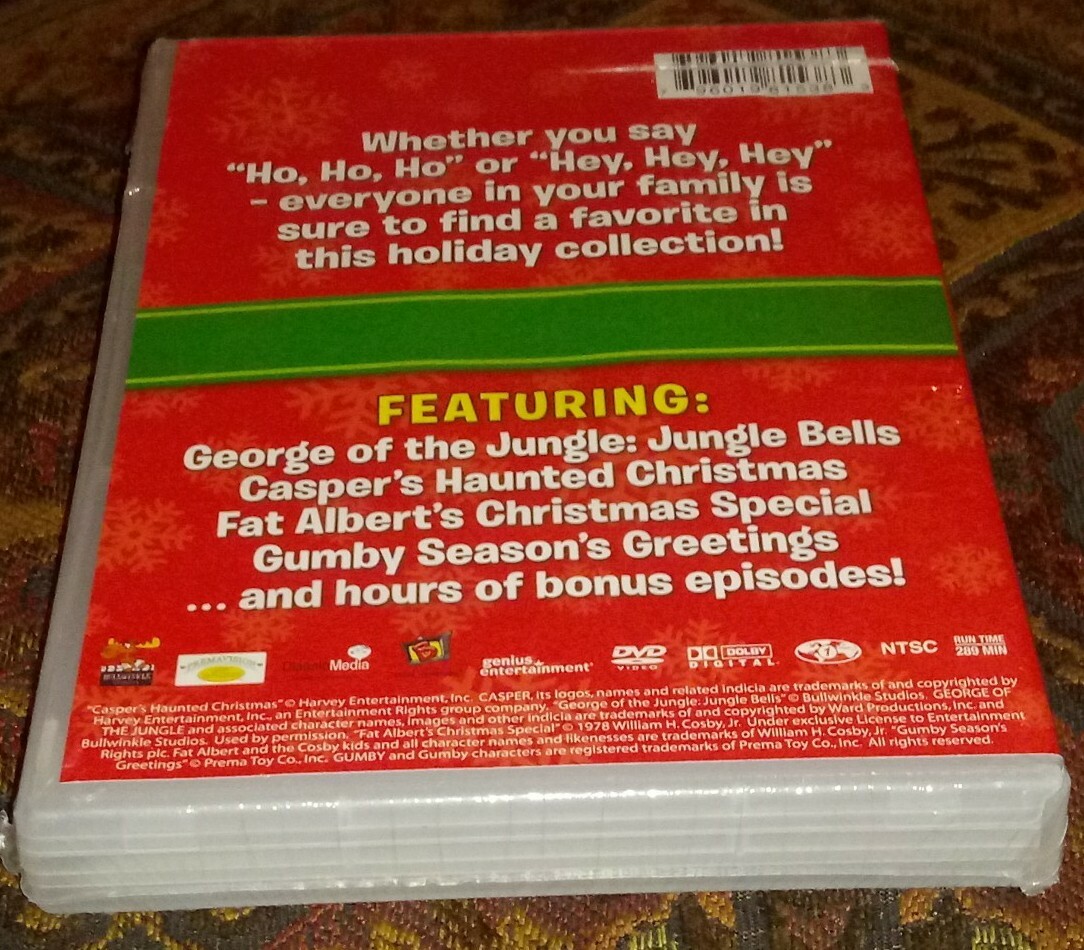 96019 81638
Whether you say
“Ho, Ho, Ho” or “Hey, Hey, Hey”
– everyone in your family is
sure to find a favorite in
this holiday collection!
FEATURING:
George of the Jungle: Jungle Bells
Casper's Haunted Christmas
Fat Albert's Christmas Special
Gumby Season's Greetings
... and hours of bonus episodes!
BULLWINKLE PREMAVISION Classic Media genius entertainment DVD VIDEO DOLBY DIGITAL 1 NTSC RUN TIME 289 MIN
"Casper's Haunted Christmas" © Harvey Entertainment, Inc. CASPER, its logos, names and related indicia are trademarks of and copyrighted by
Harvey Entertainment, Inc., an Entertainment Rights group company. "George of the Jungle: Jungle Bells" © Bullwinkle Studios. GEORGE OF
THE JUNGLE and associated character names, images and other indicia are trademarks of and copyrighted by Ward Productions, Inc. and
Bullwinkle Studios. Used by permission. "Fat Albert's Christmas Special" © 1978 William H. Cosby, Jr. Under exclusive License to Entertainment
Rights plc. Fat Albert and the Cosby kids and all character names and likenesses are trademarks of William H. Cosby, Jr. "Gumby Season's
Greetings" © Prema Toy Co., Inc. GUMBY and Gumby characters are registered trademarks of Prema Toy Co., Inc. All rights reserved.